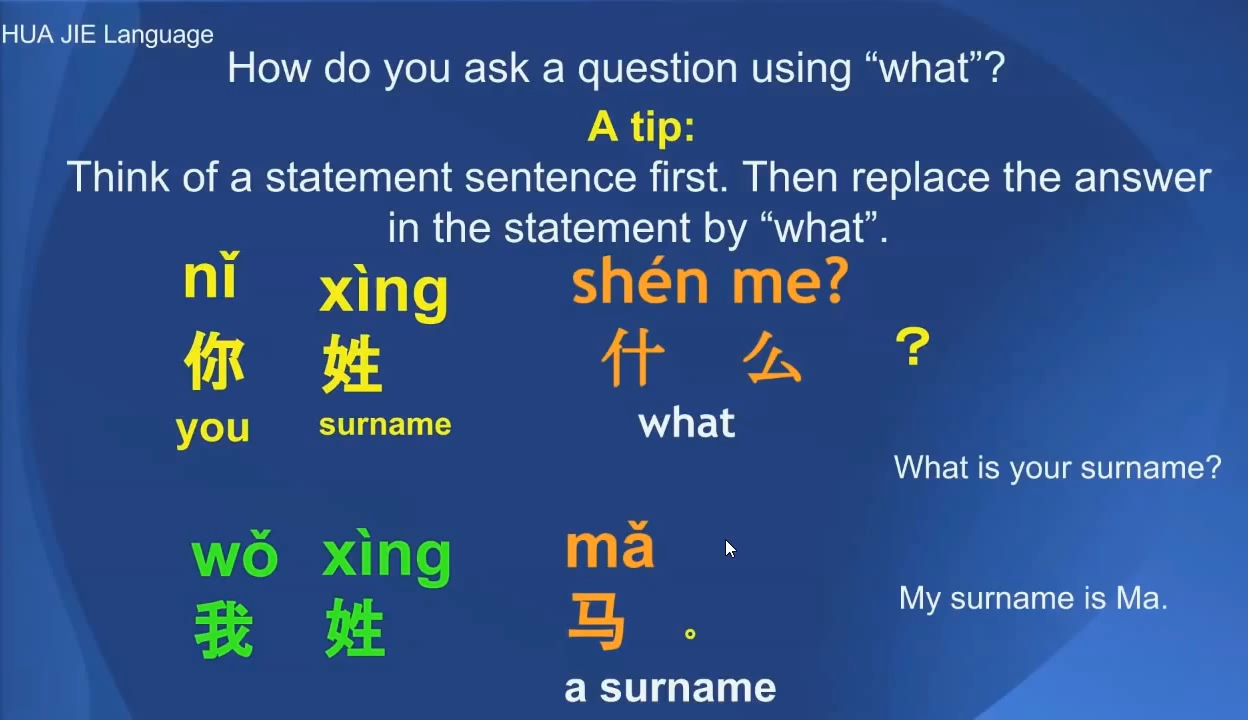 HUA JIE Language
How do you ask a question using “what”?
A tip:
Think of a statement sentence first. Then replace the answer
in the statement by “what”.
nǐ xìng shén me?
你 姓 什 么 ?
you surname what
What is your surname?
wǒ xìng mǎ
我 姓 马 。
My surname is Ma.
a surname